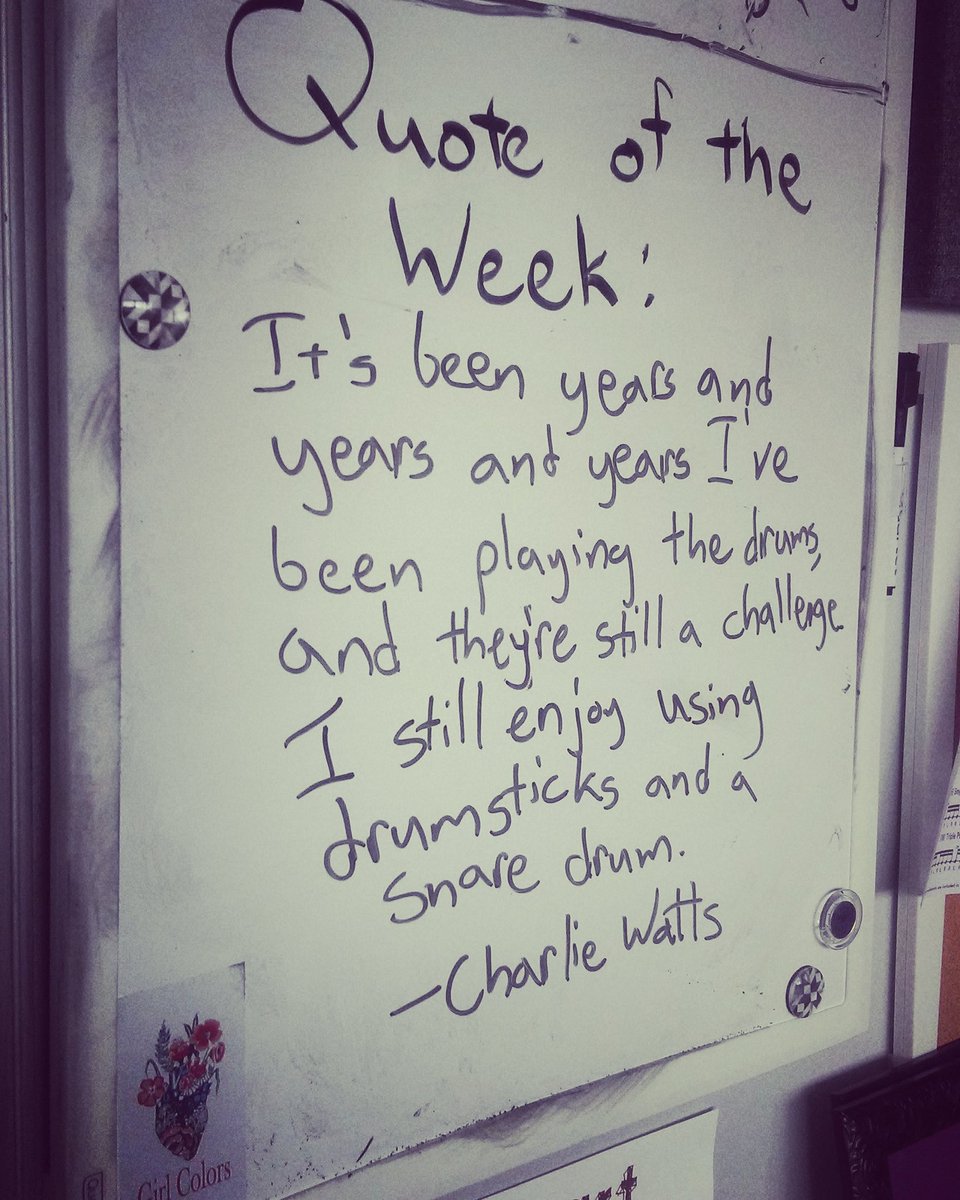 Quote of the
Week:
It's been years and
years and years I've
been playing the drums,
and they're still a challenge
I still enjoy using
drumsticks and a
snare drum.
—Charlie Watts
Girl Colors